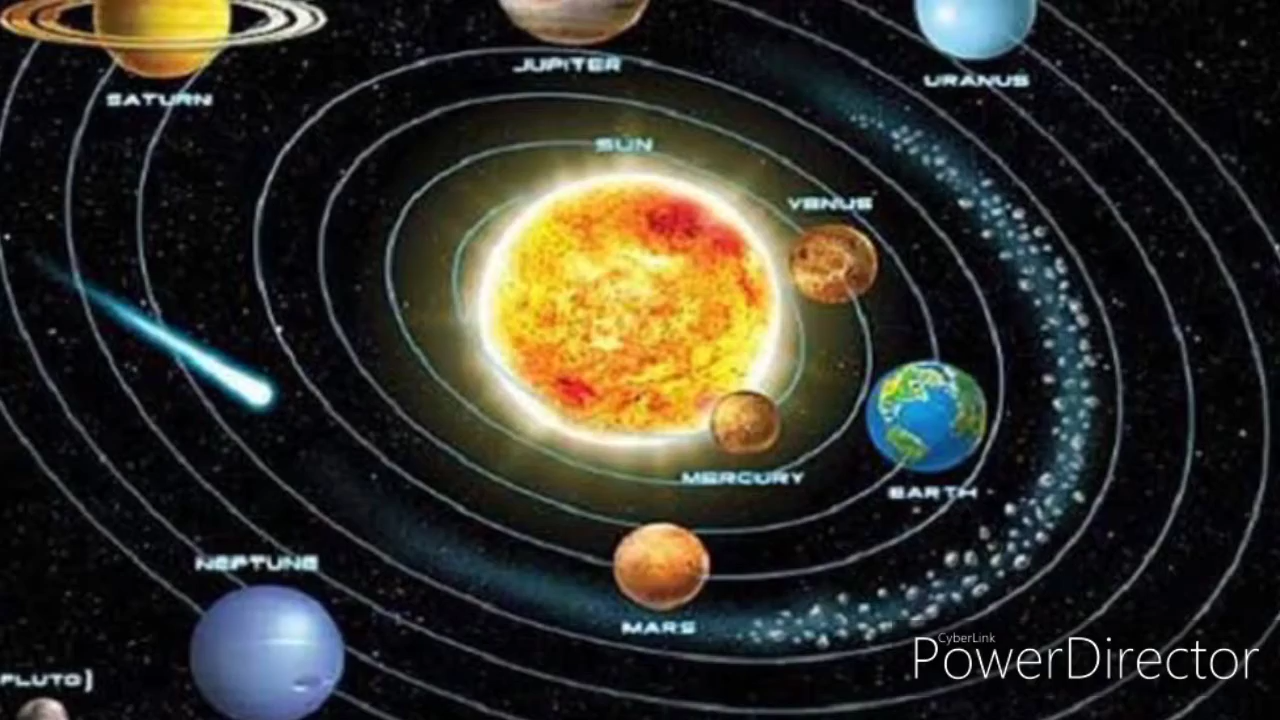 JUPITER
URANUS
SATURN
SUN
VENUS
MERCURY
EARTH
NEPTUNE
MARS
CyberLink
PowerDirector
PLUTO)